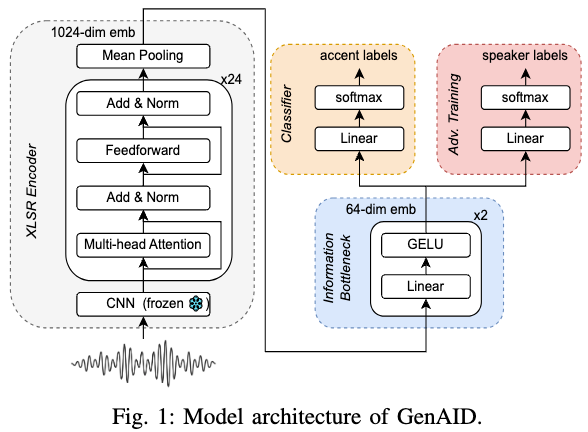 1024-dim emb
Mean Pooling
x24
Add & Norm
Feedforward
Add & Norm
Multi-head Attention
CNN (frozen ❄)
XLSR Encoder
accent labels
softmax
Linear
Classifier
speaker labels
softmax
Linear
Adv. Training
64-dim emb
x2
GELU
Linear
Information
Bottleneck
Fig. 1: Model architecture of GenAID.